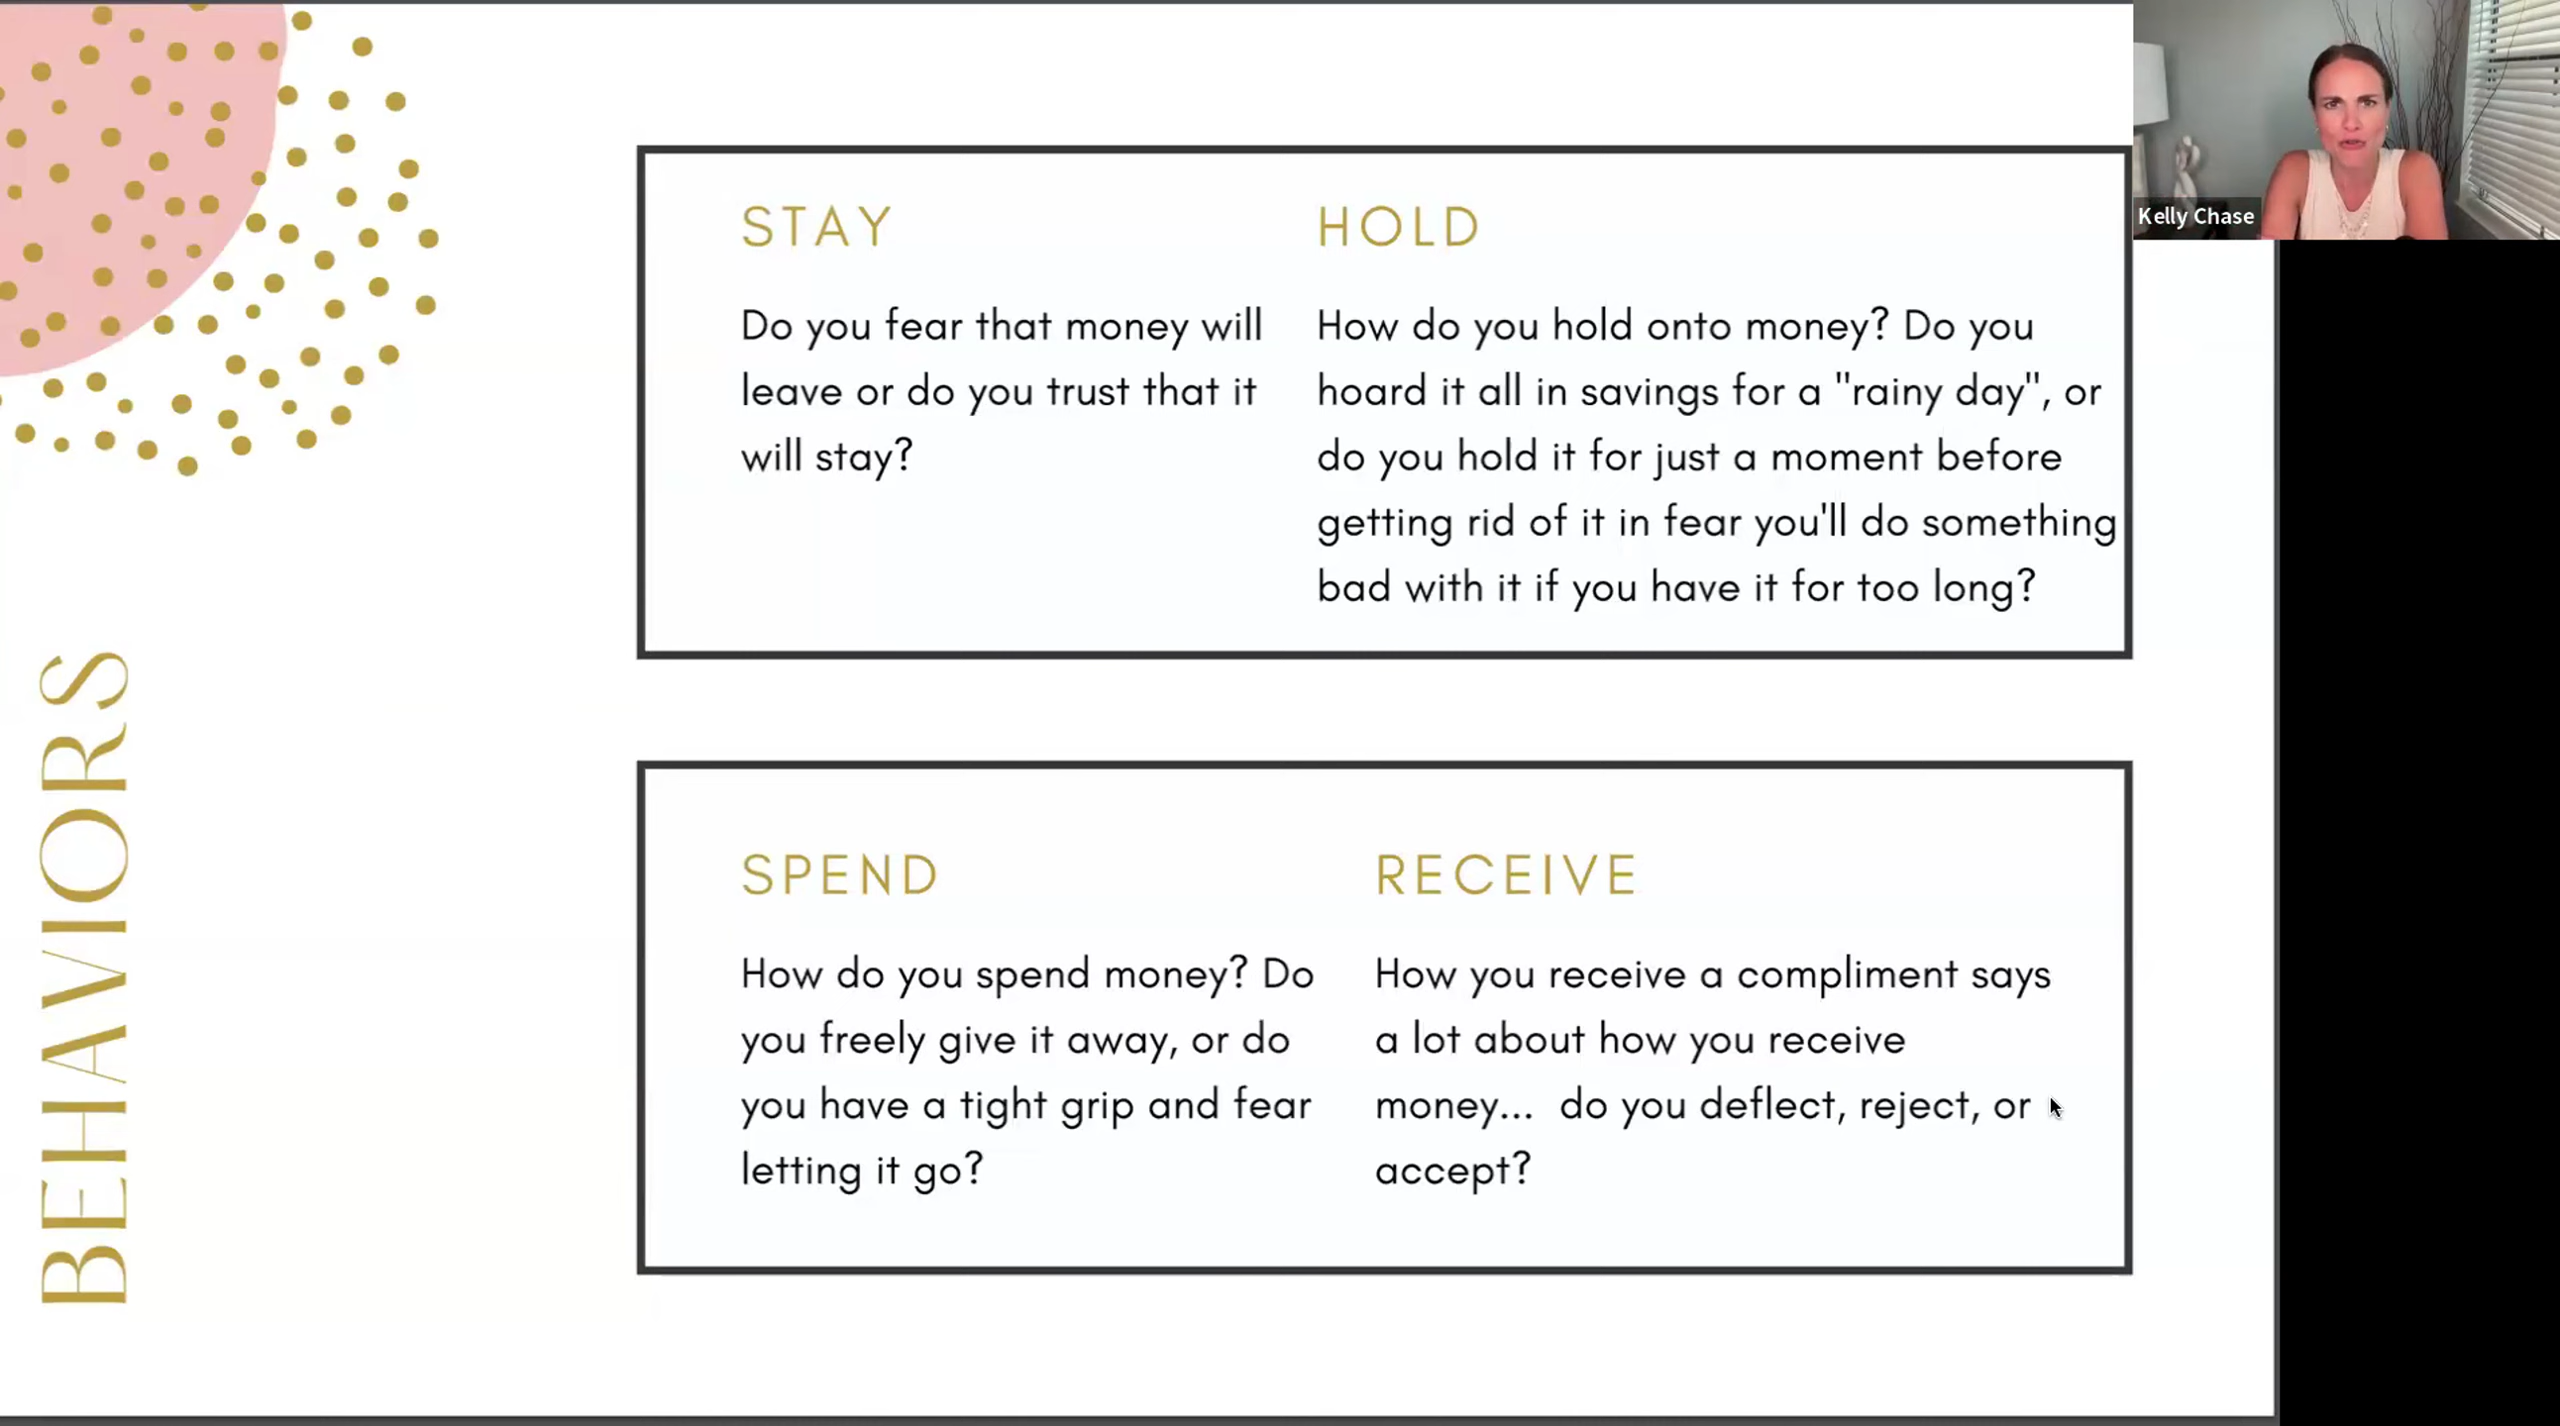 Kelly Chase
BEHAVIORS
STAY
Do you fear that money will
leave or do you trust that it
will stay?
HOLD
How do you hold onto money? Do you
hoard it all in savings for a "rainy day", or
do you hold it for just a moment before
getting rid of it in fear you'll do something
bad with it if you have it for too long?
SPEND
How do you spend money? Do
you freely give it away, or do
you have a tight grip and fear
letting it go?
RECEIVE
How you receive a compliment says
a lot about how you receive
money...  do you deflect, reject, or
accept?